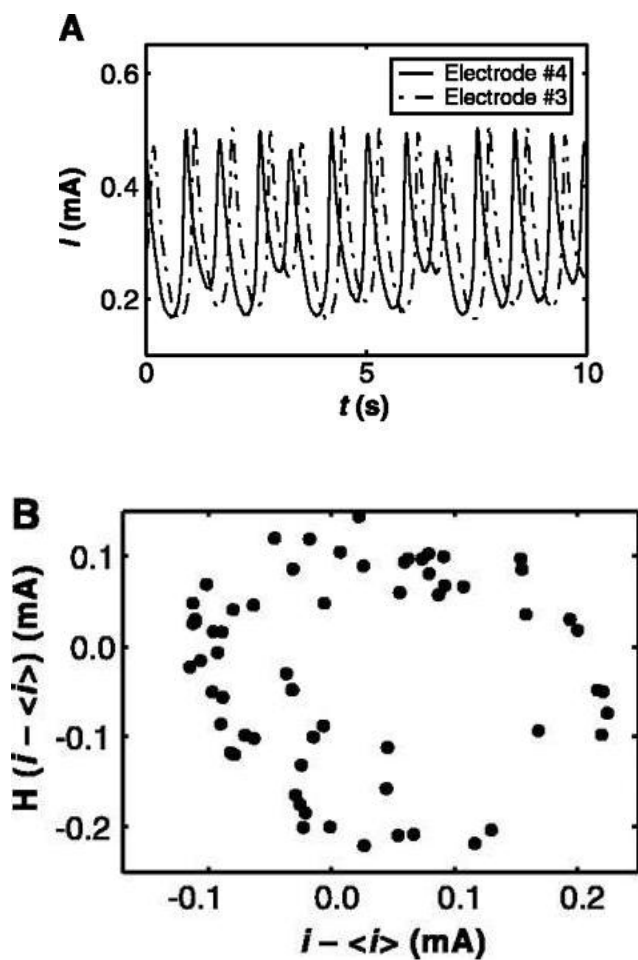 A
0.6
Electrode #4
Electrode #3
I (mA)
0.4
0.2
0
5
10
t (s)
B
0.1
H (i – <i>) (mA)
0.0
-0.1
-0.2
-0.1
0.0
0.1
0.2
i – <i> (mA)